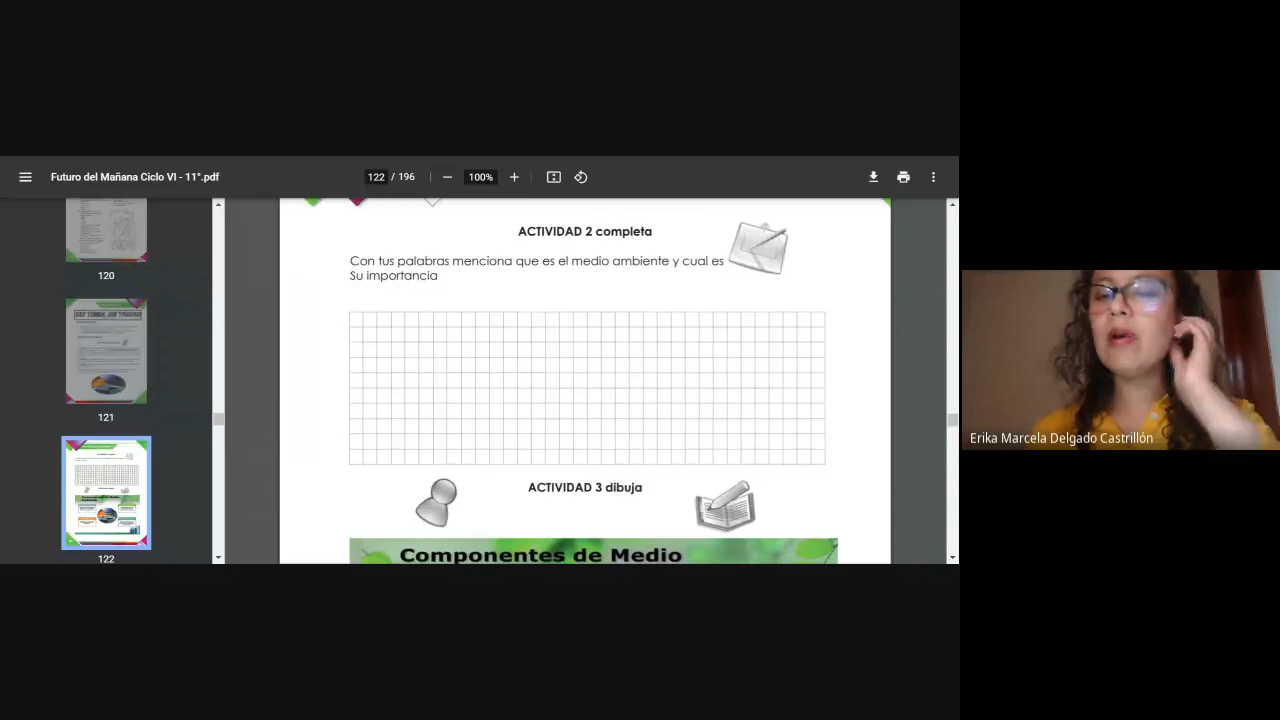 Futuro del Mañana Ciclo VI - 11°.pdf
122 / 196
100%
120
121
122
ACTIVIDAD 2 completa
Con tus palabras menciona que es el medio ambiente y cual es
Su importancia
ACTIVIDAD 3 dibuja
Componentes de Medio
Erika Marcela Delgado Castrillón